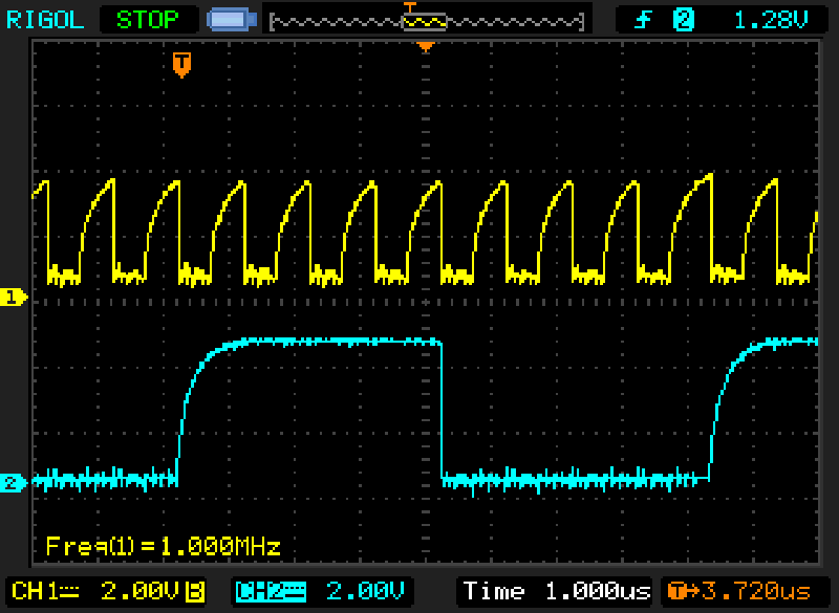 RIGOL STOP T 2 1.28V
T
1
2
Freq(1)=1.000MHz
CH1 2.00V B CH2 2.00V Time 1.000us T→3.720us